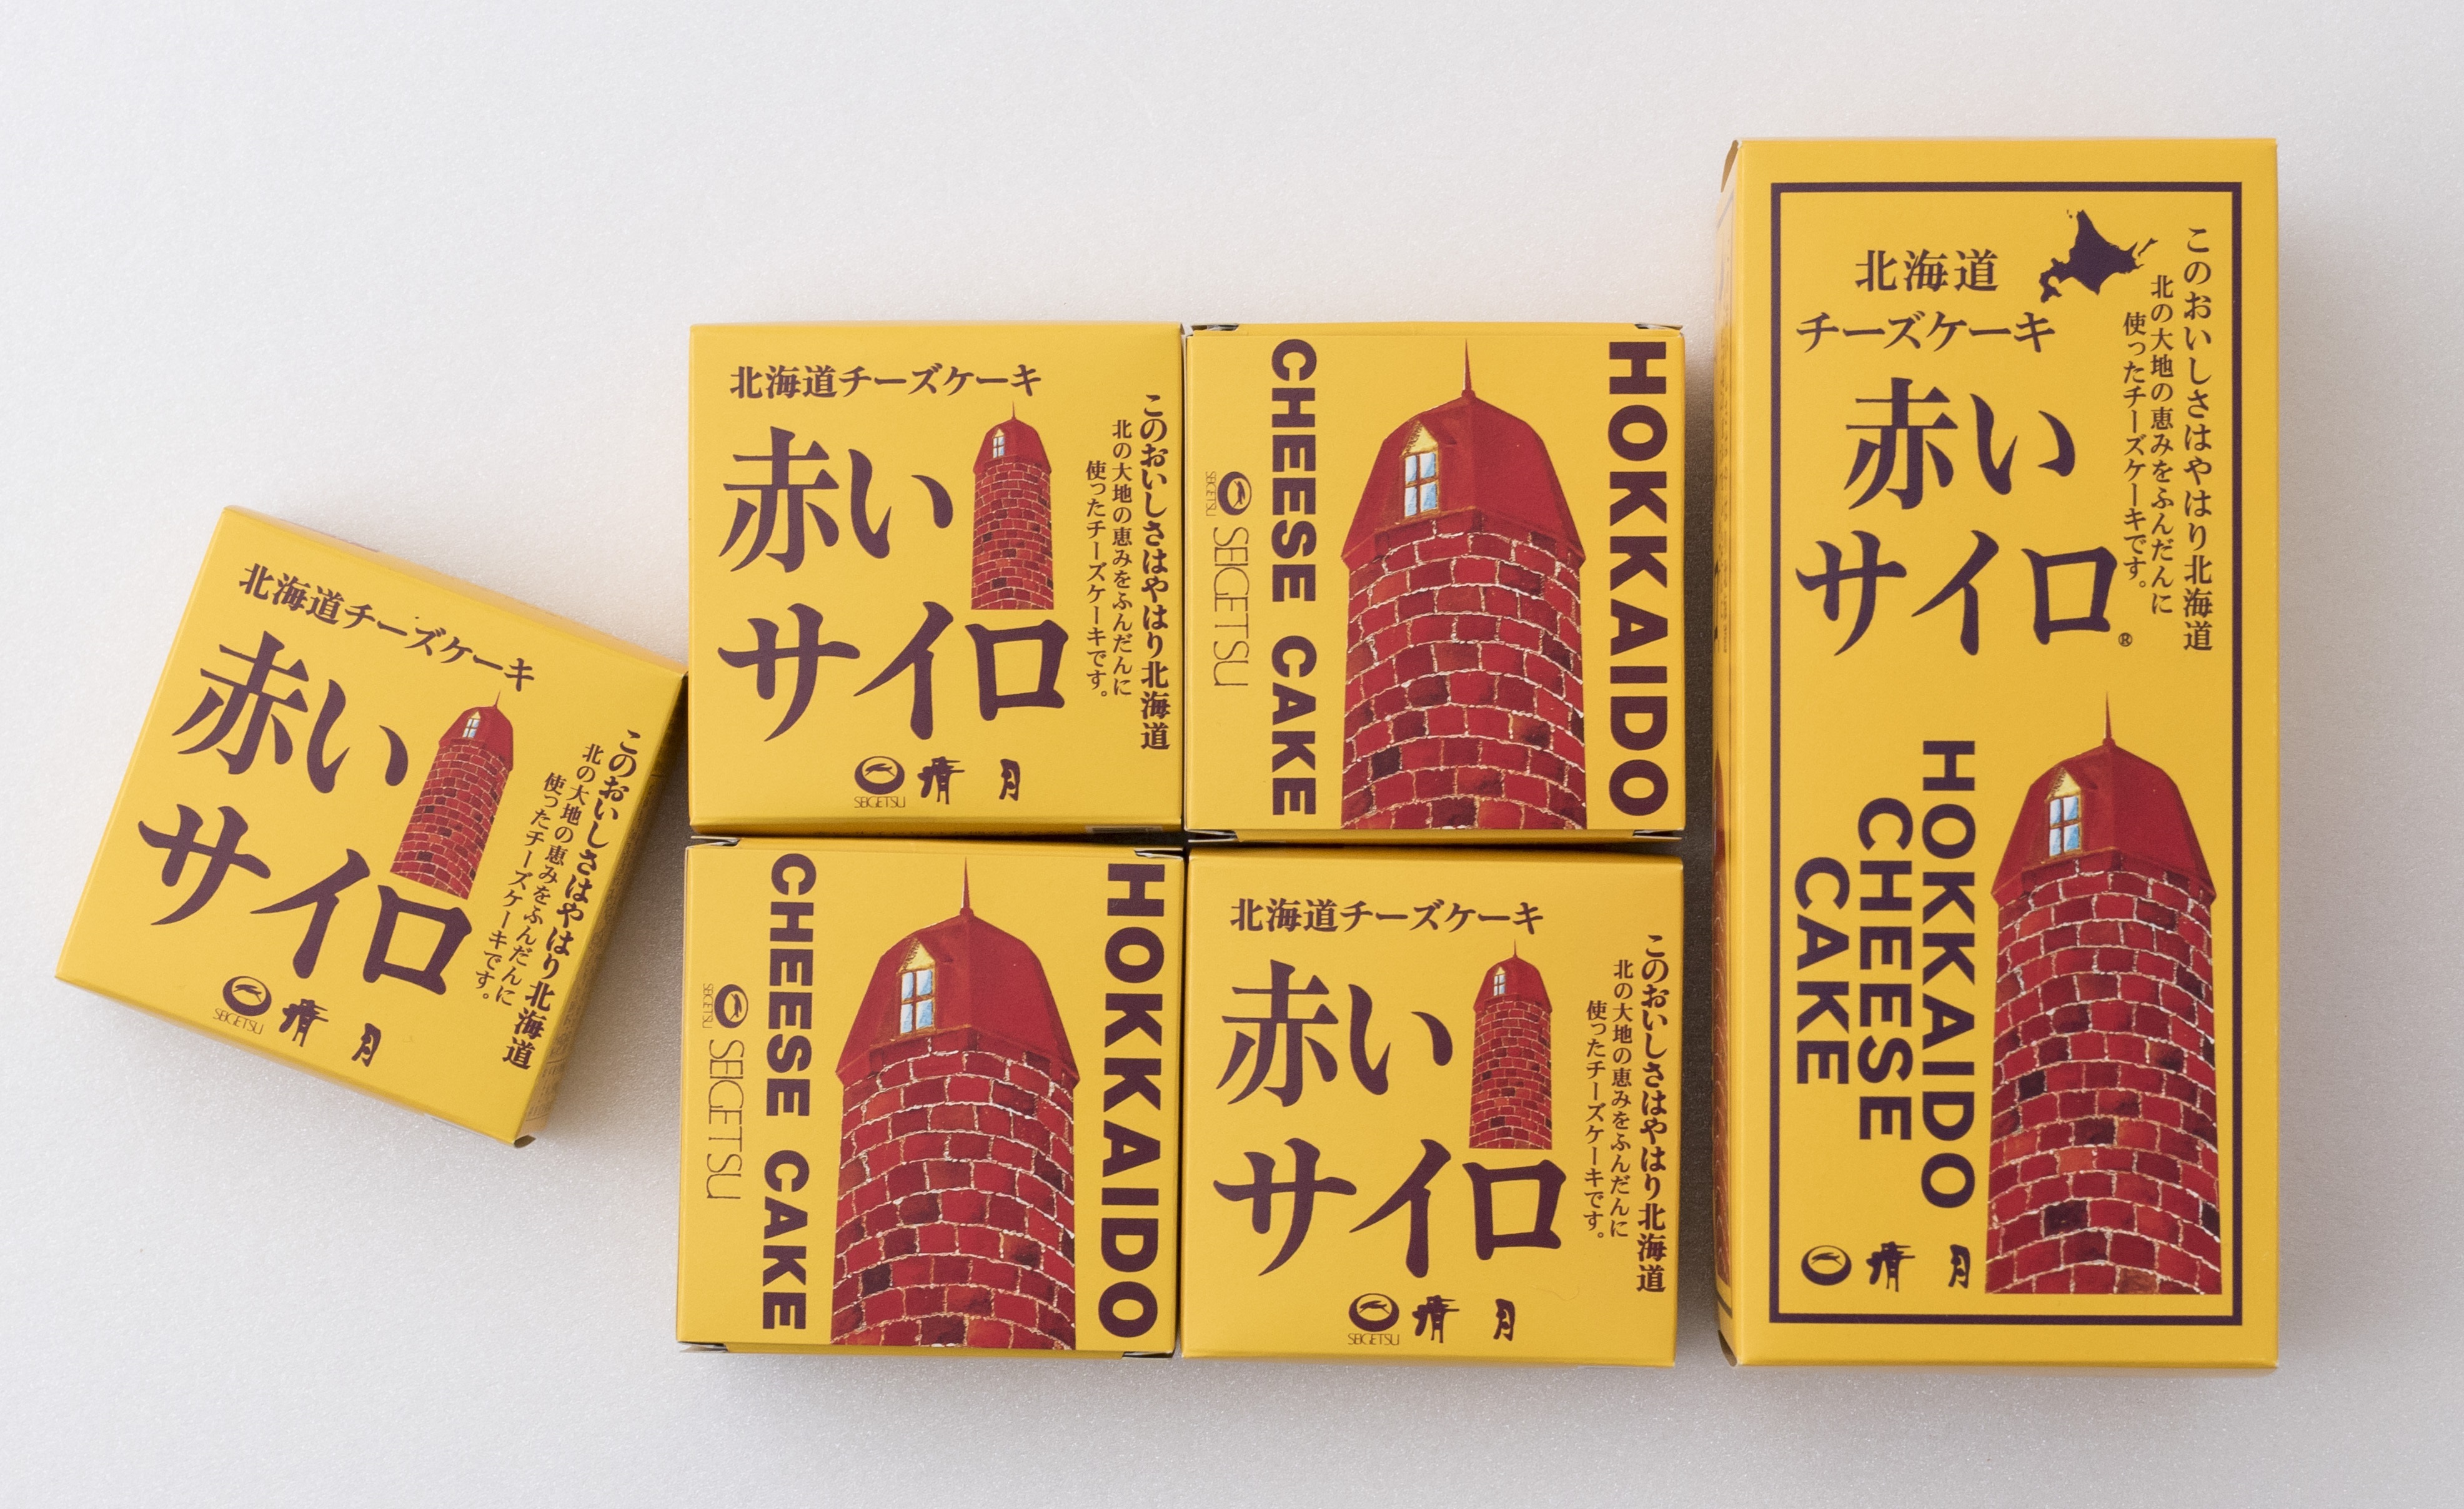 北海道チーズケーキ
赤い
サイロ
このおいしさはやはり北海道
北の大地の恵みをふんだんに
使ったチーズケーキです。
SEIGETSU
清月
北海道チーズケーキ
赤い
サイロ
このおいしさはやはり北海道
北の大地の恵みをふんだんに
使ったチーズケーキです。
SEIGETSU
清月
HOKKAIDO
CHEESE CAKE
SEIGETSU
SEIGETSU
HOKKAIDO
CHEESE CAKE
SEIGETSU
SEIGETSU
北海道チーズケーキ
赤い
サイロ
このおいしさはやはり北海道
北の大地の恵みをふんだんに
使ったチーズケーキです。
SEIGETSU
清月
このおいしさはやはり北海道
北の大地の恵みをふんだんに
使ったチーズケーキです。
北海道
チーズケーキ
赤い
サイロ®
HOKKAIDO
CHEESE
CAKE
清月